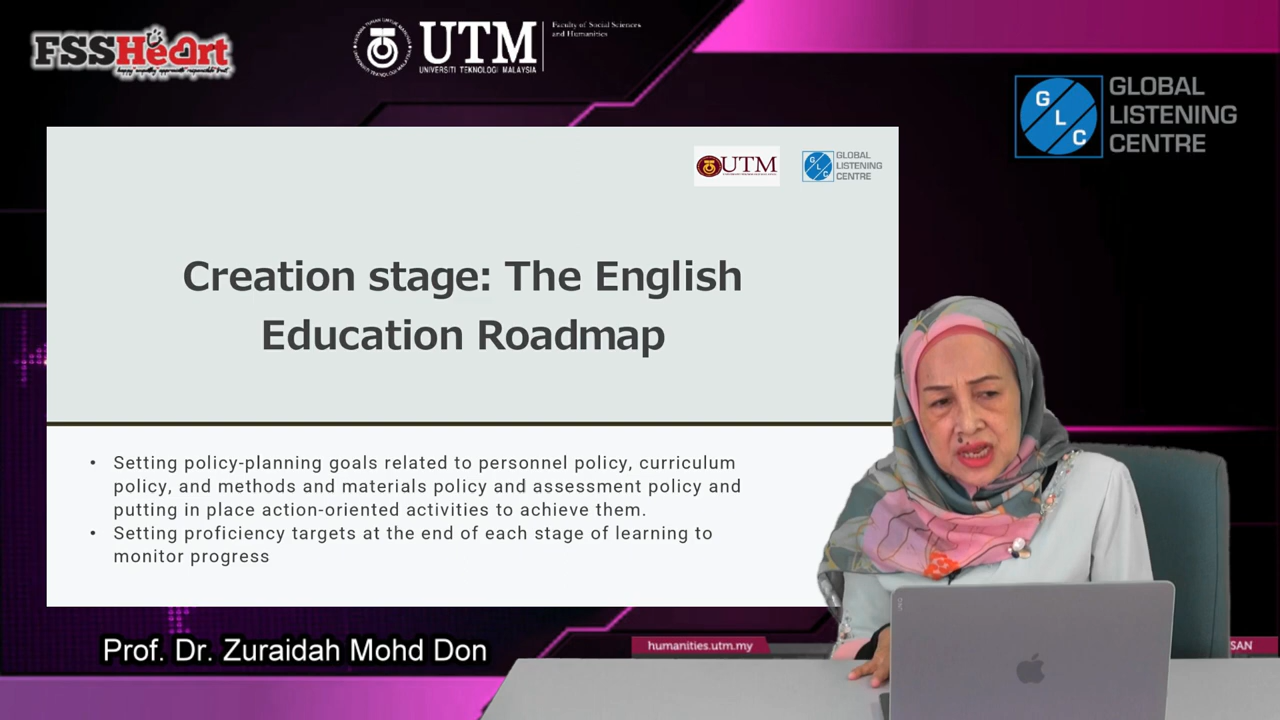 FSSHeart
UTM
UNIVERSITI TEKNOLOGI MALAYSIA
Faculty of Social Sciences
and Humanities
GLC
GLOBAL
LISTENING
CENTRE
UTM
GLC
GLOBAL
LISTENING
CENTRE
Creation stage: The English
Education Roadmap
• Setting policy-planning goals related to personnel policy, curriculum
policy, and methods and materials policy and assessment policy and
putting in place action-oriented activities to achieve them.
• Setting proficiency targets at the end of each stage of learning to
monitor progress
Prof. Dr. Zuraidah Mohd Don
humanities.utm.my
SAN